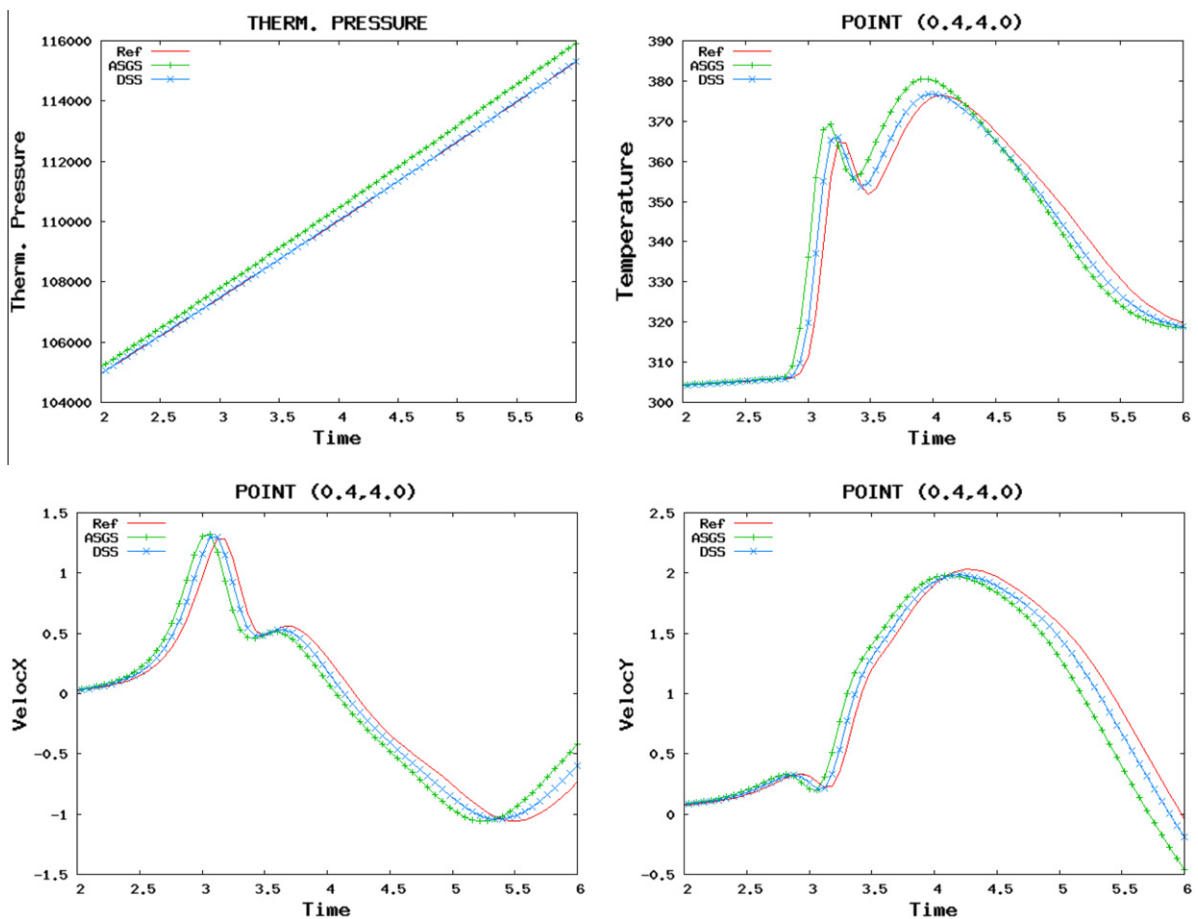 THERM. PRESSURE
Ref
ASGS
DSS
116000
114000
112000
110000
108000
106000
104000
Therm. Pressure
2 2.5 3 3.5 4 4.5 5 5.5 6
Time
POINT (0.4,4.0)
Ref
ASGS
DSS
390
380
370
360
350
340
330
320
310
300
Temperature
2 2.5 3 3.5 4 4.5 5 5.5 6
Time
POINT (0.4,4.0)
Ref
ASGS
DSS
1.5
1
0.5
0
-0.5
-1
-1.5
VelocX
2 2.5 3 3.5 4 4.5 5 5.5 6
Time
POINT (0.4,4.0)
Ref
ASGS
DSS
2.5
2
1.5
1
0.5
0
-0.5
VelocY
2 2.5 3 3.5 4 4.5 5 5.5 6
Time